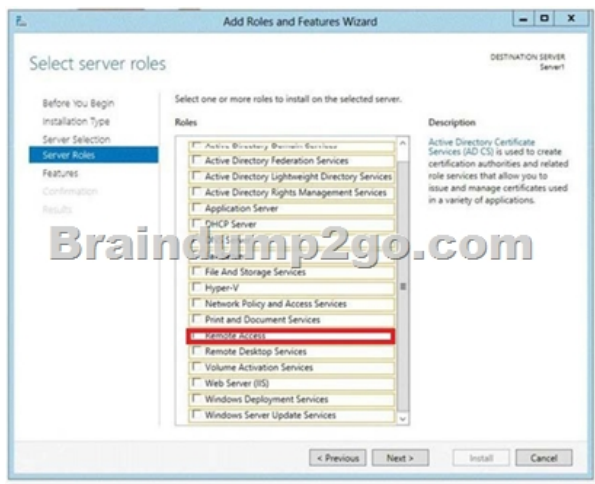 Add Roles and Features Wizard
Select server roles
DESTINATION SERVER
Server1
Before You Begin
Installation Type
Server Selection
Server Roles
Features
Confirmation
Results
Select one or more roles to install on the selected server.
Roles
Active Directory Domain Services
Active Directory Federation Services
Active Directory Lightweight Directory Services
Active Directory Rights Management Services
Application Server
DHCP Server
File And Storage Services
Hyper-V
Network Policy and Access Services
Print and Document Services
Remote Access
Remote Desktop Services
Volume Activation Services
Web Server (IIS)
Windows Deployment Services
Windows Server Update Services
Description
Active Directory Certificate
Services (AD CS) is used to create
certification authorities and related
role services that allow you to
issue and manage certificates used
in a variety of applications.
Braindump2go.com
< Previous
Next >
Install
Cancel